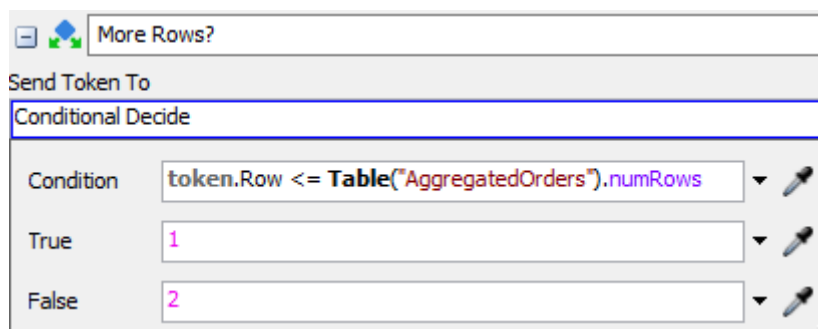 More Rows?
Send Token To
Conditional Decide
Condition token.Row <= Table("AggregatedOrders").numRows
True 1
False 2